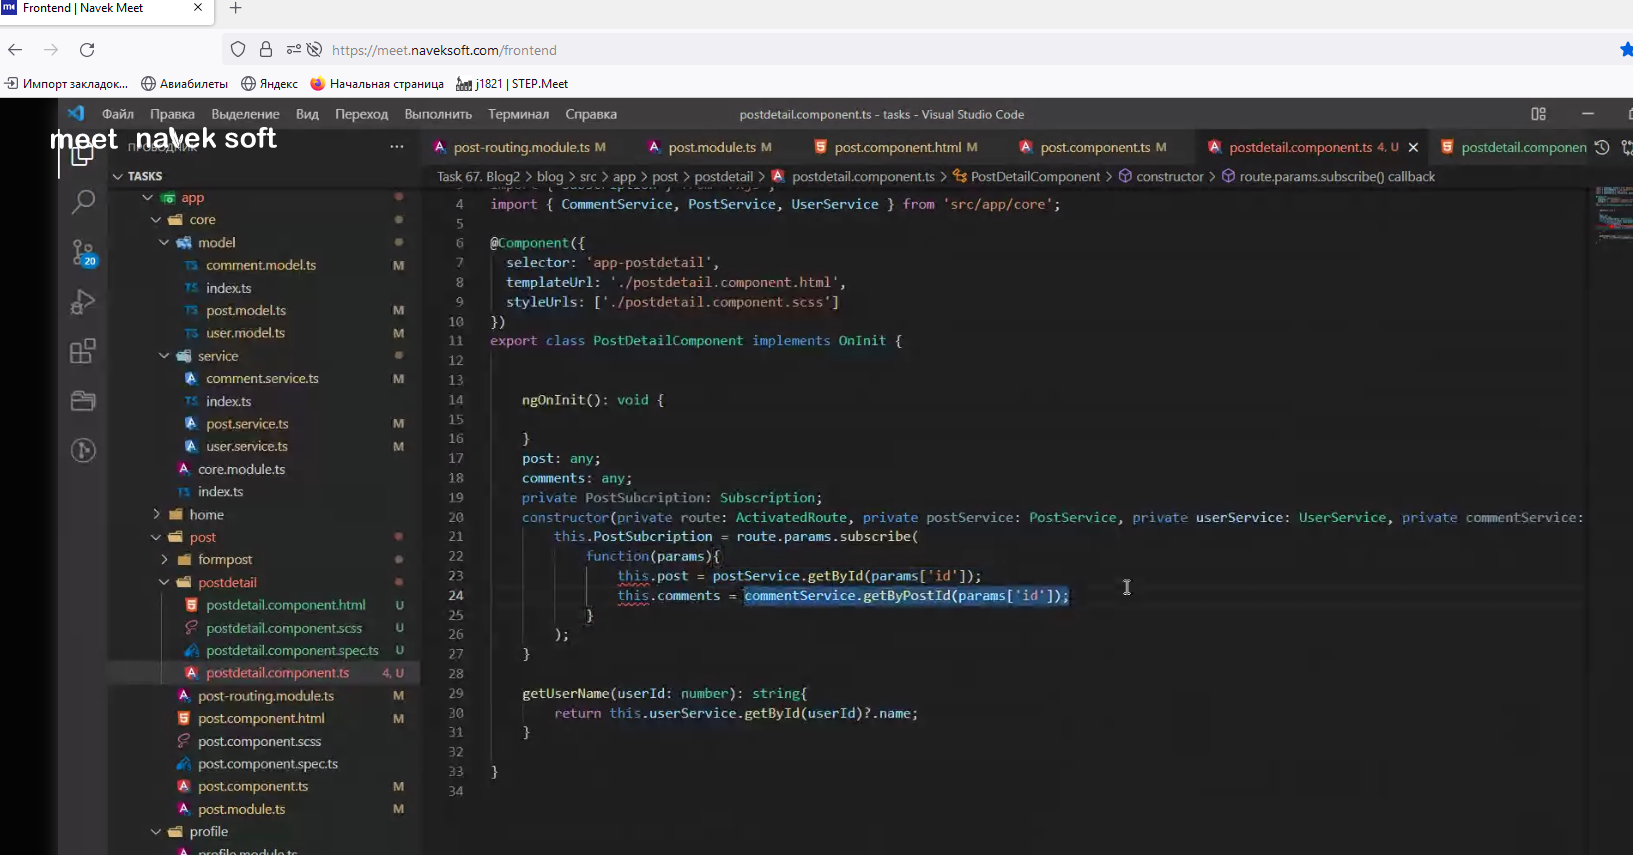 Frontend | Navek Meet
https://meet.naveksoft.com/frontend
Импорт закладок... Авиабилеты Яндекс Начальная страница j1821 | STEP.Meet
Файл Правка Выделение Вид Переход Выполнить Терминал Справка postdetail.component.ts - tasks - Visual Studio Code
meet navek soft
post-routing.module.ts M post.module.ts M post.component.html M post.component.ts M postdetail.component.ts 4, U postdetail.componen
Task 67. Blog2 > blog > src > app > post > postdetail > postdetail.component.ts > PostDetailComponent > constructor > route.params.subscribe() callback
TASKS
app
core
model
comment.model.ts M
index.ts
post.model.ts M
user.model.ts M
service
comment.service.ts M
index.ts
post.service.ts M
user.service.ts M
core.module.ts
index.ts
home
post
formpost
postdetail
postdetail.component.html U
postdetail.component.scss U
postdetail.component.spec.ts U
postdetail.component.ts 4, U
post-routing.module.ts M
post.component.html M
post.component.scss
post.component.spec.ts
post.component.ts M
post.module.ts M
profile
profile.module.ts
20
4 import { CommentService, PostService, UserService } from 'src/app/core';
5
6 @Component({
7 selector: 'app-postdetail',
8 templateUrl: './postdetail.component.html',
9 styleUrls: ['./postdetail.component.scss']
10 })
11 export class PostDetailComponent implements OnInit {
12
13
14 ngOnInit(): void {
15
16 }
17 post: any;
18 comments: any;
19 private PostSubcription: Subscription;
20 constructor(private route: ActivatedRoute, private postService: PostService, private userService: UserService, private commentService:
21 this.PostSubcription = route.params.subscribe(
22 function(params){
23 this.post = postService.getById(params['id']);
24 this.comments = commentService.getByPostId(params['id']);
25 }
26 );
27 }
28
29 getUserName(userId: number): string{
30 return this.userService.getById(userId)?.name;
31 }
32
33 }
34